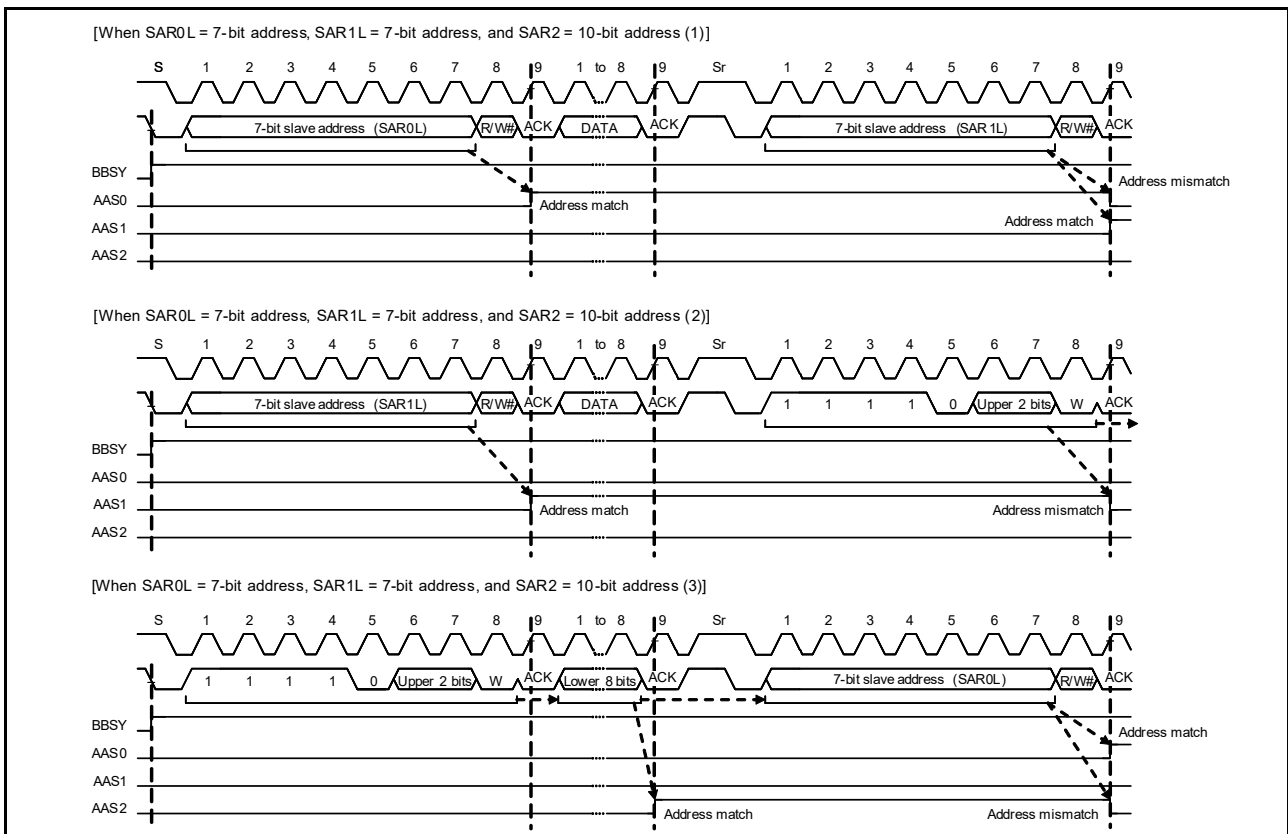 [When SAR0L = 7-bit address, SAR1L = 7-bit address, and SAR2 = 10-bit address (1)]
S 1 2 3 4 5 6 7 8 9 1 to 8 9 Sr 1 2 3 4 5 6 7 8 9
7-bit slave address (SAR0L) R/W# ACK DATA ACK 7-bit slave address (SAR1L) R/W# ACK
BBSY
Address mismatch
AAS0
Address match
AAS1
Address match
AAS2
[When SAR0L = 7-bit address, SAR1L = 7-bit address, and SAR2 = 10-bit address (2)]
S 1 2 3 4 5 6 7 8 9 1 to 8 9 Sr 1 2 3 4 5 6 7 8 9
7-bit slave address (SAR1L) R/W# ACK DATA ACK 1 1 1 1 0 Upper 2 bits W ACK
BBSY
AAS0
AAS1
Address match Address mismatch
AAS2
[When SAR0L = 7-bit address, SAR1L = 7-bit address, and SAR2 = 10-bit address (3)]
S 1 2 3 4 5 6 7 8 9 1 to 8 9 Sr 1 2 3 4 5 6 7 8 9
1 1 1 1 0 Upper 2 bits W ACK Lower 8 bits ACK 7-bit slave address (SAR0L) R/W# ACK
BBSY
Address match
AAS0
AAS1
AAS2
Address match Address mismatch